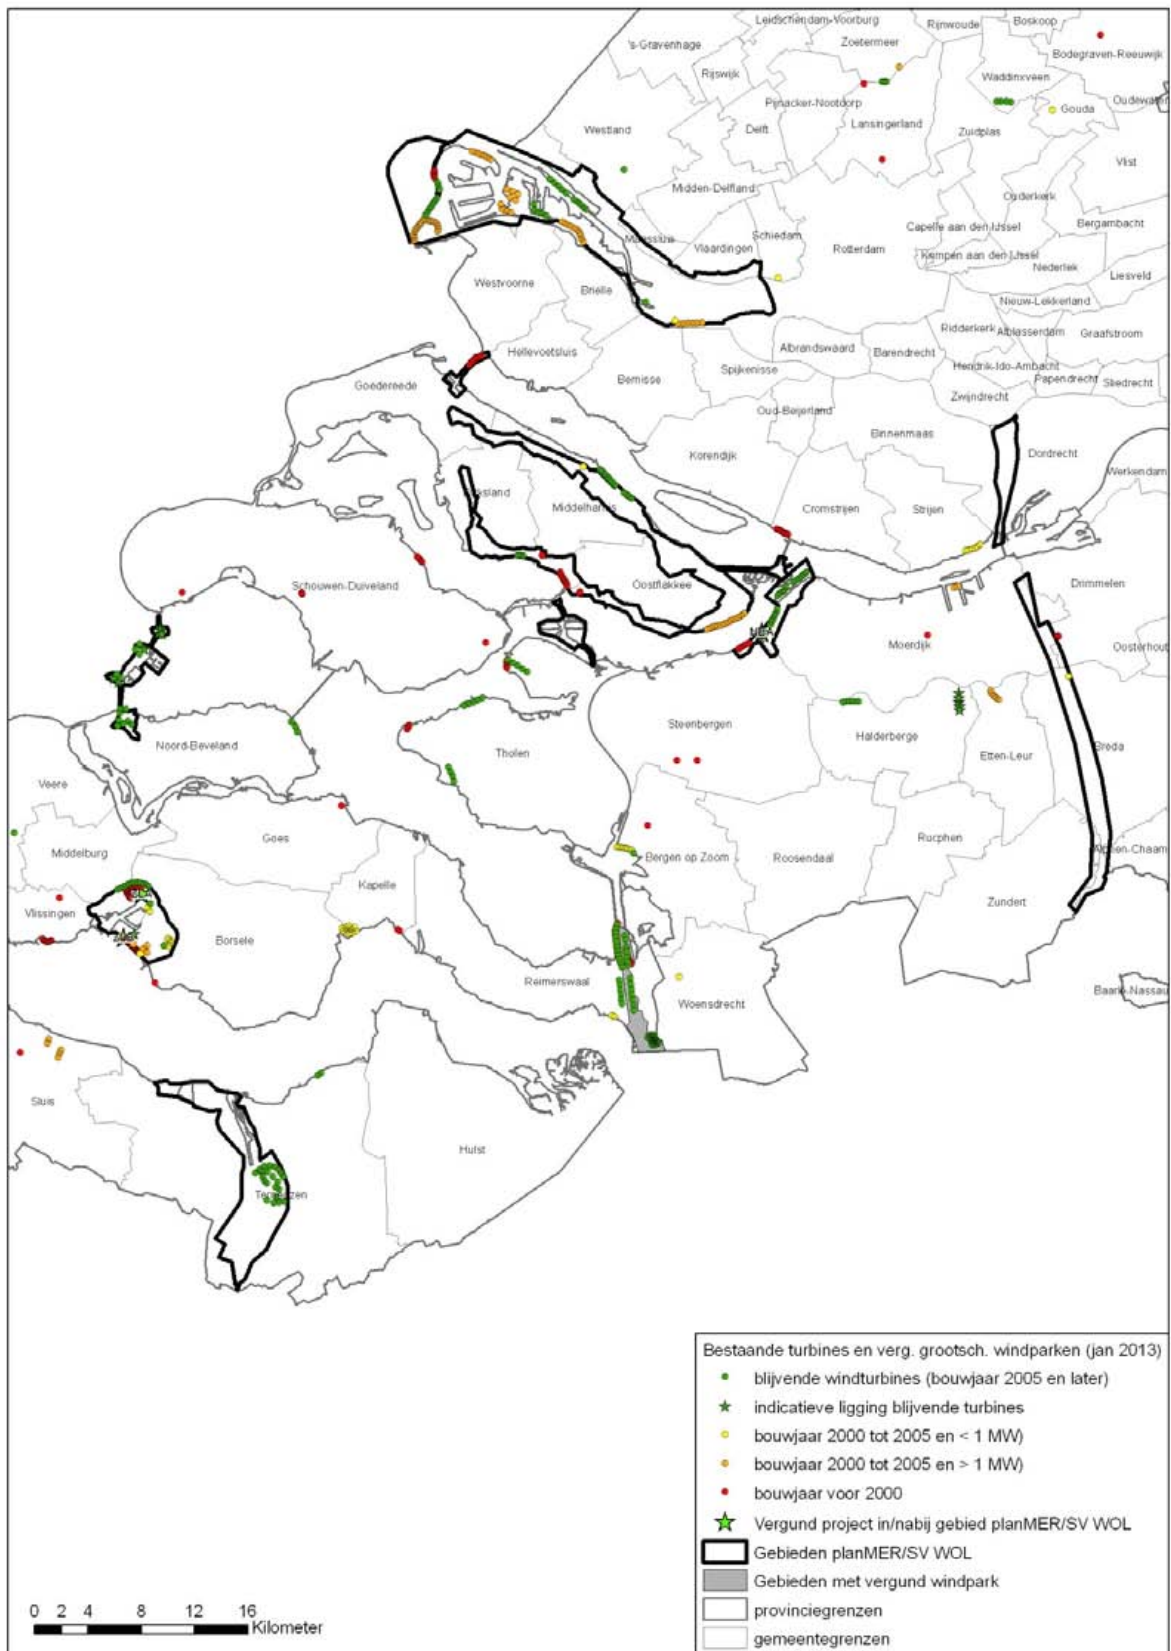 Leidschendam-Voorburg
Rijnwoude
Boskoop
's-Gravenhage
Zoetermeer
Bodegraven-Reeuwijk
Rijswijk
Waddinxveen
Pijnacker-Nootdorp
Gouda
Oudewater
Westland
Delft
Lansingerland
Zuidplas
Vlist
Midden-Delfland
Ouderkerk
Capelle aan den IJssel
Bergambacht
Maassluis
Vlaardingen
Schiedam
Rotterdam
Kempen aan den IJssel
Nederlek
Liesveld
Westvoorne
Brielle
Nieuw-Lekkerland
Ridderkerk
Alblasserdam
Graafstroom
Hellevoetsluis
Albrandswaard
Barendrecht
Bernisse
Spijkenisse
Hendrik-Ido-Ambacht
Papendrecht
Sliedrecht
Goedereede
Zwijndrecht
Oud-Beijerland
Binnenmaas
Korendijk
Dordrecht
Werkendam
Dirksland
Middelharnis
Cromstrijen
Strijen
Schouwen-Duiveland
Oostflakkee
Drimmelen
Moerdijk
Oosterhout
Steenbergen
Halderberge
Noord-Beveland
Tholen
Etten-Leur
Breda
Veere
Goes
Rucphen
Middelburg
Bergen op Zoom
Roosendaal
Alphen-Chaam
Kapelle
Vlissingen
Zundert
Borsele
Reimerswaal
Woensdrecht
Baarle-Nassau
Sluis
Hulst
Terneuzen
Bestaande turbines en verg. grootsch. windparken (jan 2013)
blijvende windturbines (bouwjaar 2005 en later)
indicatieve ligging blijvende turbines
bouwjaar 2000 tot 2005 en < 1 MW)
bouwjaar 2000 tot 2005 en > 1 MW)
bouwjaar voor 2000
Vergund project in/nabij gebied planMER/SV WOL
Gebieden planMER/SV WOL
Gebieden met vergund windpark
provinciegrenzen
gemeentegrenzen
0 2 4 8 12 16
Kilometer